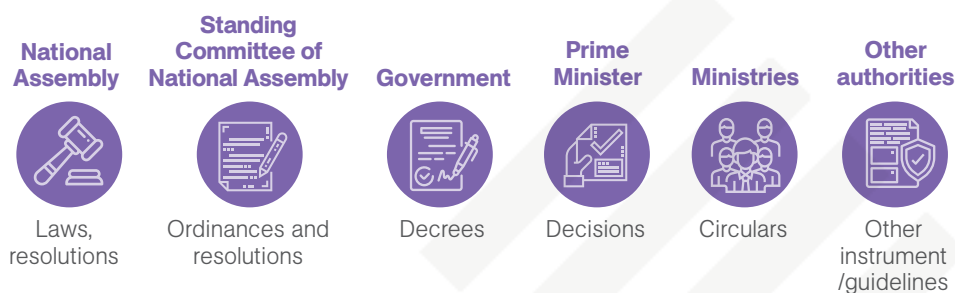 National
Assembly
Laws,
resolutions
Standing
Committee of
National Assembly
Ordinances and
resolutions
Government
Decrees
Prime
Minister
Decisions
Ministries
Circulars
Other
authorities
Other
instrument
/guidelines